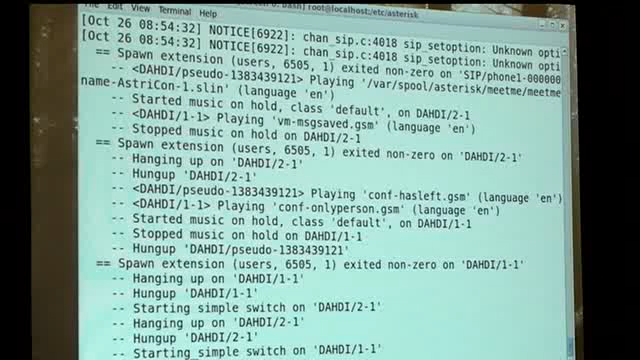 File Edit View Terminal Help root@localhost:/etc/asterisk
[Oct 26 08:54:32] NOTICE[6922]: chan_sip.c:4018 sip_setoption: Unknown opti
[Oct 26 08:54:32] NOTICE[6922]: chan_sip.c:4018 sip_setoption: Unknown opti
== Spawn extension (users, 6505, 1) exited non-zero on 'SIP/phone1-000000
-- <DAHDI/pseudo-1383439121> Playing '/var/spool/asterisk/meetme/meetme
name-AstriCon-1.slin' (language 'en')
-- Started music on hold, class 'default', on DAHDI/2-1
-- <DAHDI/1-1> Playing 'vm-msgsaved.gsm' (language 'en')
-- Stopped music on hold on DAHDI/2-1
== Spawn extension (users, 6505, 1) exited non-zero on 'DAHDI/2-1'
-- Hanging up on 'DAHDI/2-1'
-- Hungup 'DAHDI/2-1'
-- <DAHDI/pseudo-1383439121> Playing 'conf-hasleft.gsm' (language 'en')
-- <DAHDI/1-1> Playing 'conf-onlyperson.gsm' (language 'en')
-- Started music on hold, class 'default', on DAHDI/1-1
-- Stopped music on hold on DAHDI/1-1
-- Hungup 'DAHDI/pseudo-1383439121'
== Spawn extension (users, 6505, 1) exited non-zero on 'DAHDI/1-1'
-- Hanging up on 'DAHDI/1-1'
-- Hungup 'DAHDI/1-1'
-- Starting simple switch on 'DAHDI/2-1'
-- Hanging up on 'DAHDI/2-1'
-- Hungup 'DAHDI/2-1'
-- Starting simple switch on 'DAHDI/1-1'